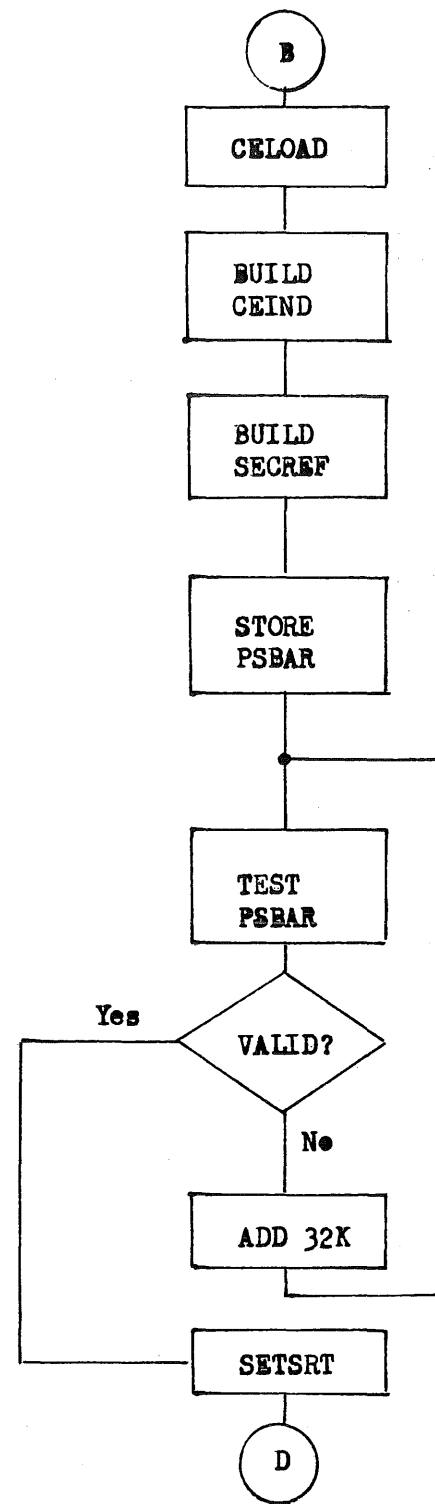 B
CELOAD
BUILD
CEIND
BUILD
SECREF
STORE
PSBAR
TEST
PSBAR
Yes
VALID?
No
ADD 32K
SETSRT
D